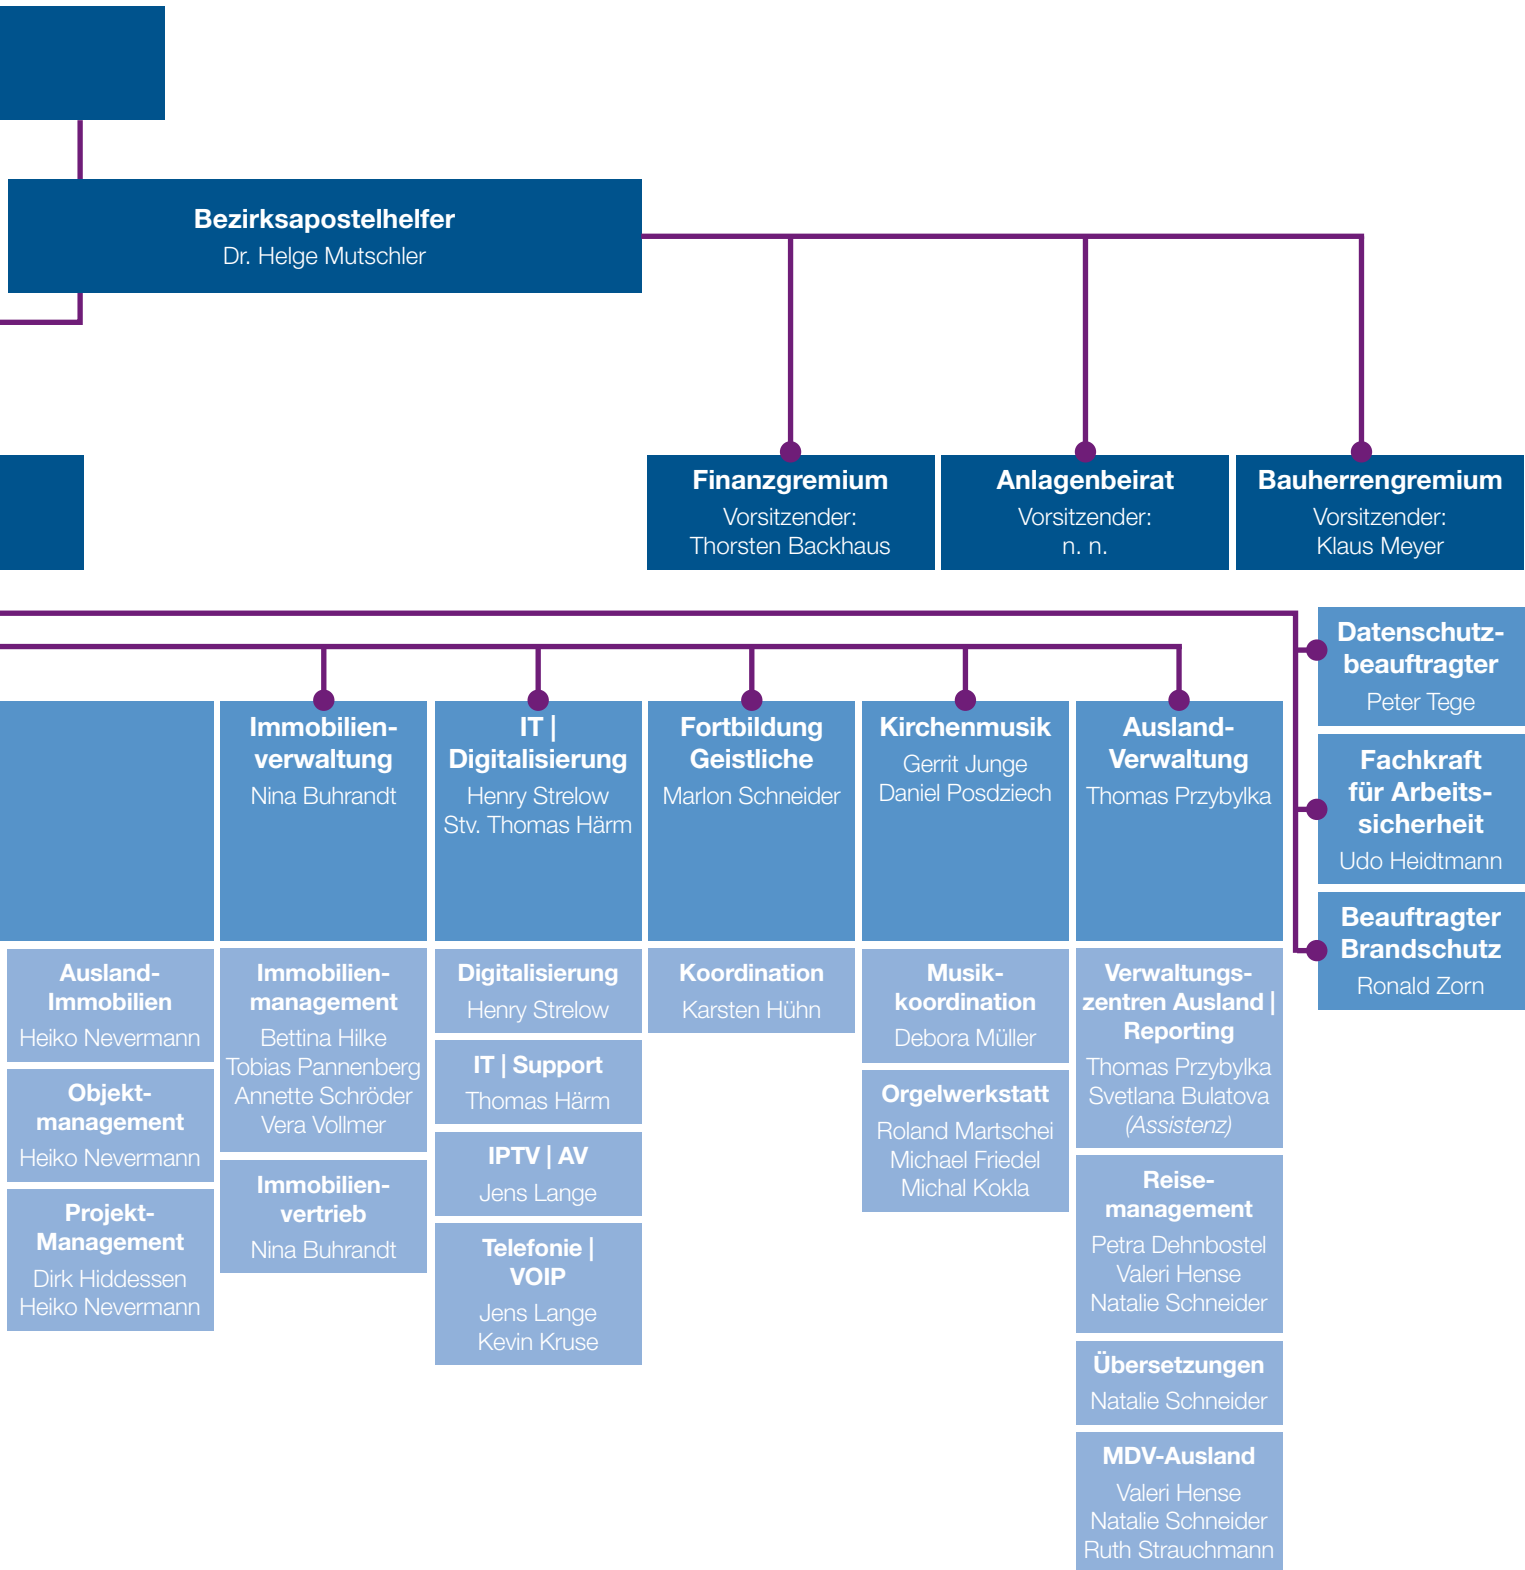 Bezirksapostelhelfer
Dr. Helge Mutschler
Finanzgremium
Vorsitzender:
Thorsten Backhaus
Anlagenbeirat
Vorsitzender:
n. n.
Bauherrengremium
Vorsitzender:
Klaus Meyer
Datenschutz-
beauftragter
Peter Tege
Fachkraft
für Arbeits-
sicherheit
Udo Heidtmann
Beauftragter
Brandschutz
Ronald Zorn
Ausland-
Immobilien
Heiko Nevermann
Objekt-
management
Heiko Nevermann
Projekt-
Management
Dirk Hiddessen
Heiko Nevermann
Immobilien-
verwaltung
Nina Buhrandt
Immobilien-
management
Bettina Hilke
Tobias Pannenberg
Annette Schröder
Vera Vollmer
Immobilien-
vertrieb
Nina Buhrandt
IT |
Digitalisierung
Henry Strelow
Stv. Thomas Härm
Digitalisierung
Henry Strelow
IT | Support
Thomas Härm
IPTV | AV
Jens Lange
Telefonie |
VOIP
Jens Lange
Kevin Kruse
Fortbildung
Geistliche
Marlon Schneider
Koordination
Karsten Hühn
Kirchenmusik
Gerrit Junge
Daniel Posdziech
Musik-
koordination
Debora Müller
Orgelwerkstatt
Roland Martschei
Michael Friedel
Michal Kokla
Ausland-
Verwaltung
Thomas Przybylka
Verwaltungs-
zentren Ausland |
Reporting
Thomas Przybylka
Svetlana Bulatova
(Assistenz)
Reise-
management
Petra Dehnbostel
Valeri Hense
Natalie Schneider
Übersetzungen
Natalie Schneider
MDV-Ausland
Valeri Hense
Natalie Schneider
Ruth Strauchmann